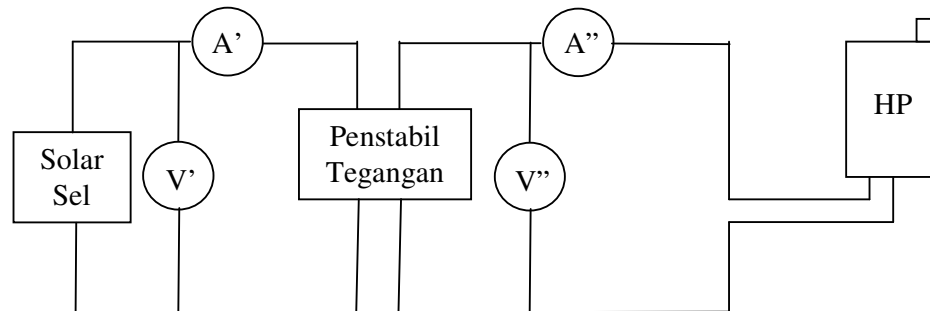 A’
A”
HP
Penstabil
Tegangan
Solar
Sel
V’
V”